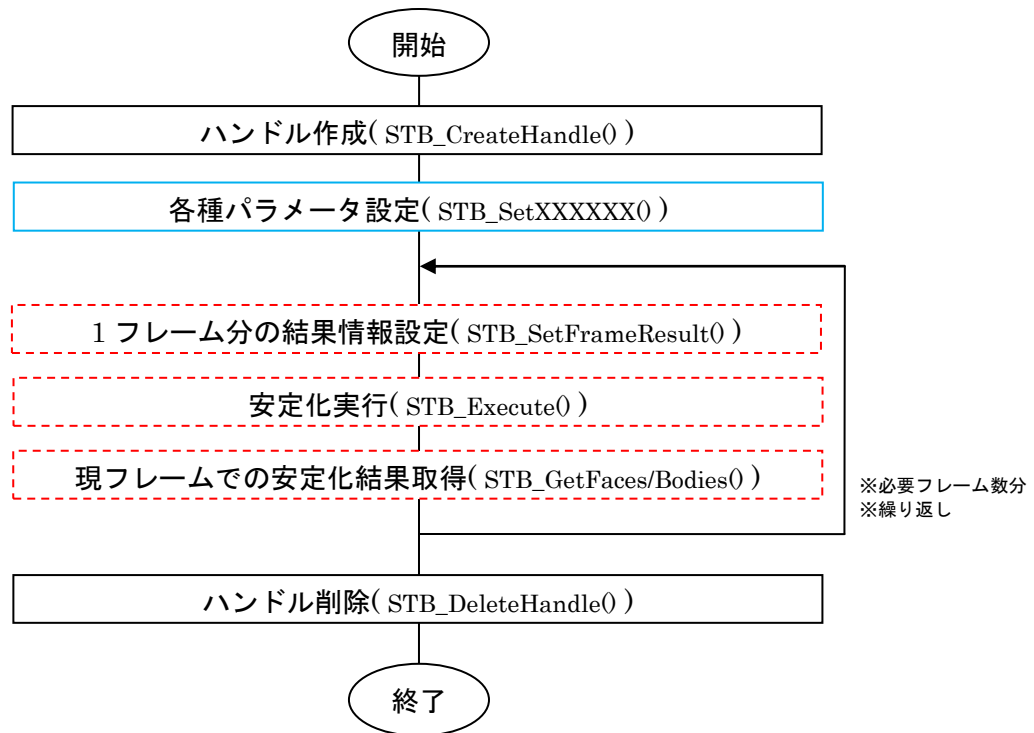 開始
ハンドル作成( STB_CreateHandle() )
各種パラメータ設定( STB_SetXXXXXX() )
１フレーム分の結果情報設定( STB_SetFrameResult() )
安定化実行( STB_Execute() )
現フレームでの安定化結果取得( STB_GetFaces/Bodies() )
※必要フレーム数分
※繰り返し
ハンドル削除( STB_DeleteHandle() )
終了